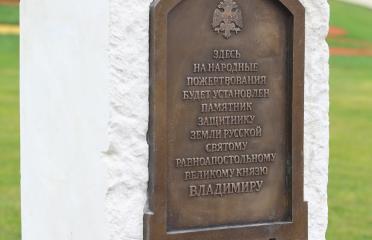 ЗДЕСЬ
НА НАРОДНЫЕ
ПОЖЕРТВОВАНИЯ
БУДЕТ УСТАНОВЛЕН
ПАМЯТНИК
ЗАЩИТНИКУ
ЗЕМЛИ РУССКОЙ
СВЯТОМУ
РАВНОАПОСТОЛЬНОМУ
ВЕЛИКОМУ КНЯЗЮ
ВЛАДИМИРУ